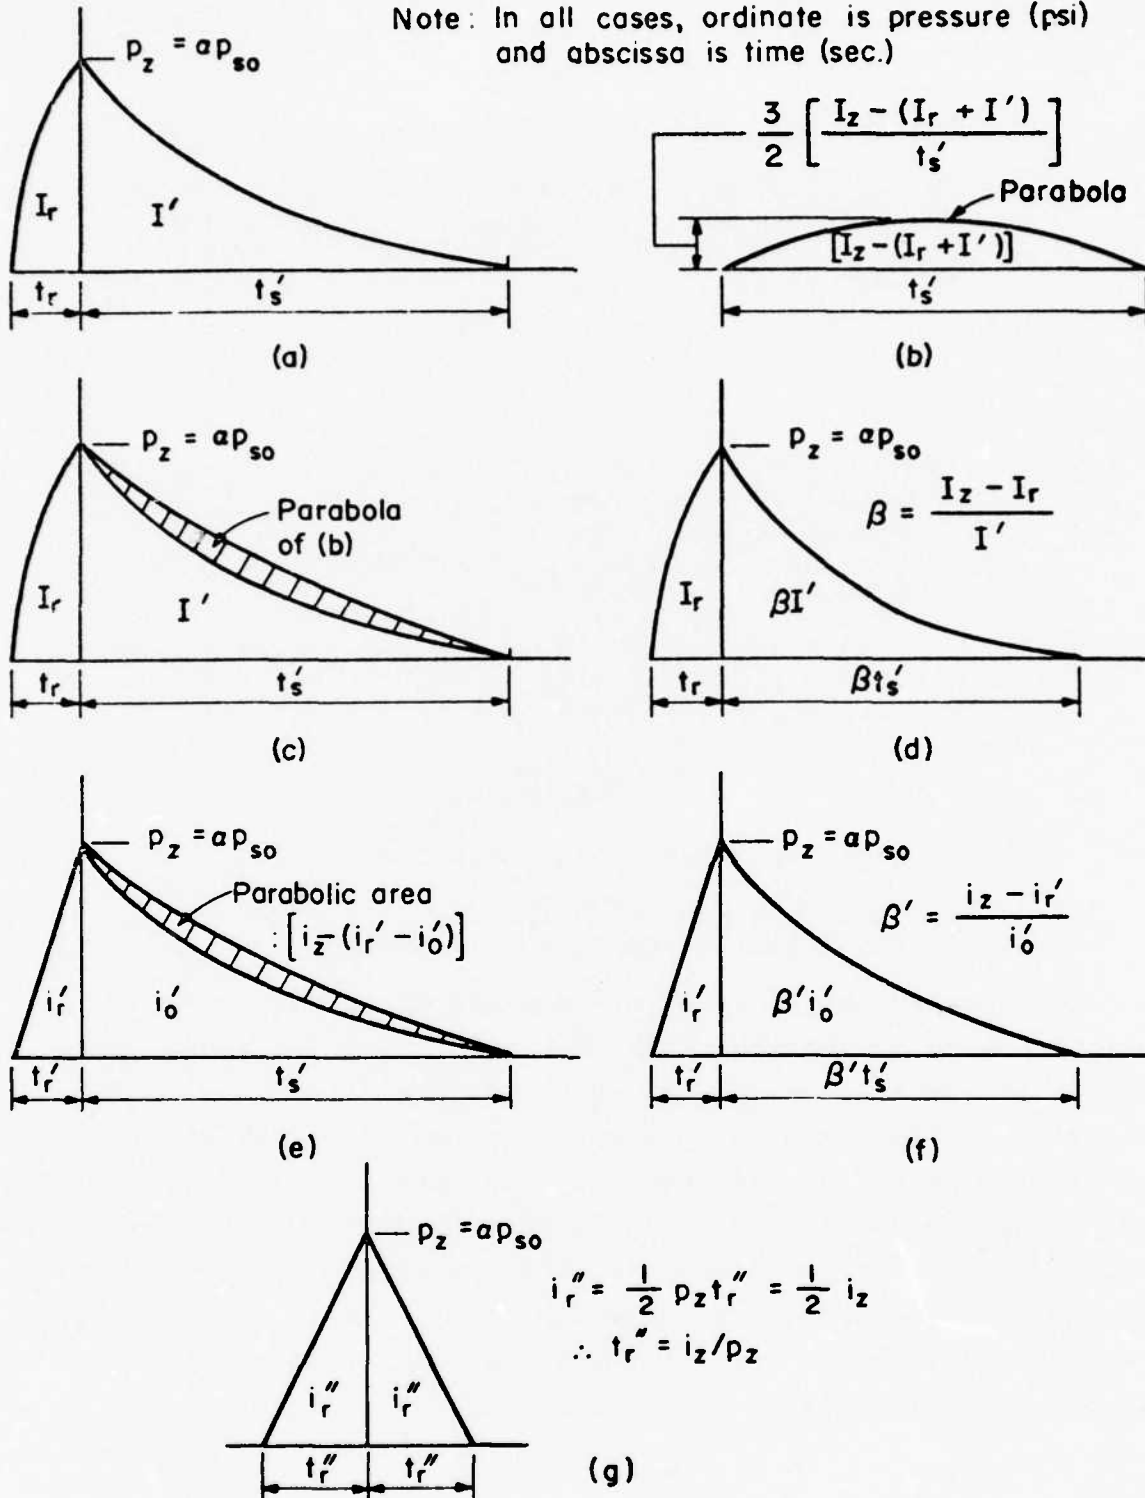 Note: In all cases, ordinate is pressure (psi)
and abscissa is time (sec.)
p_z = αp_so
I_r
I′
t_r
t_s′
(a)
3/2 [ (I_z − (I_r + I′)) / t_s′ ]
Parabola
[I_z − (I_r + I′)]
t_s′
(b)
p_z = αp_so
Parabola
of (b)
I_r
I′
t_r
t_s′
(c)
p_z = αp_so
β = (I_z − I_r) / I′
I_r
βI′
t_r
βt_s′
(d)
p_z = αp_so
Parabolic area
: [i_z − (i_r′ − i_o′)]
i_r′
i_o′
t_r′
t_s′
(e)
p_z = αp_so
β′ = (i_z − i_r′) / i_o′
i_r′
β′i_o′
t_r′
β′t_s′
(f)
p_z = αp_so
i_r″ = 1/2 p_z t_r″ = 1/2 i_z
∴ t_r″ = i_z/p_z
i_r″
i_r″
t_r″
t_r″
(g)